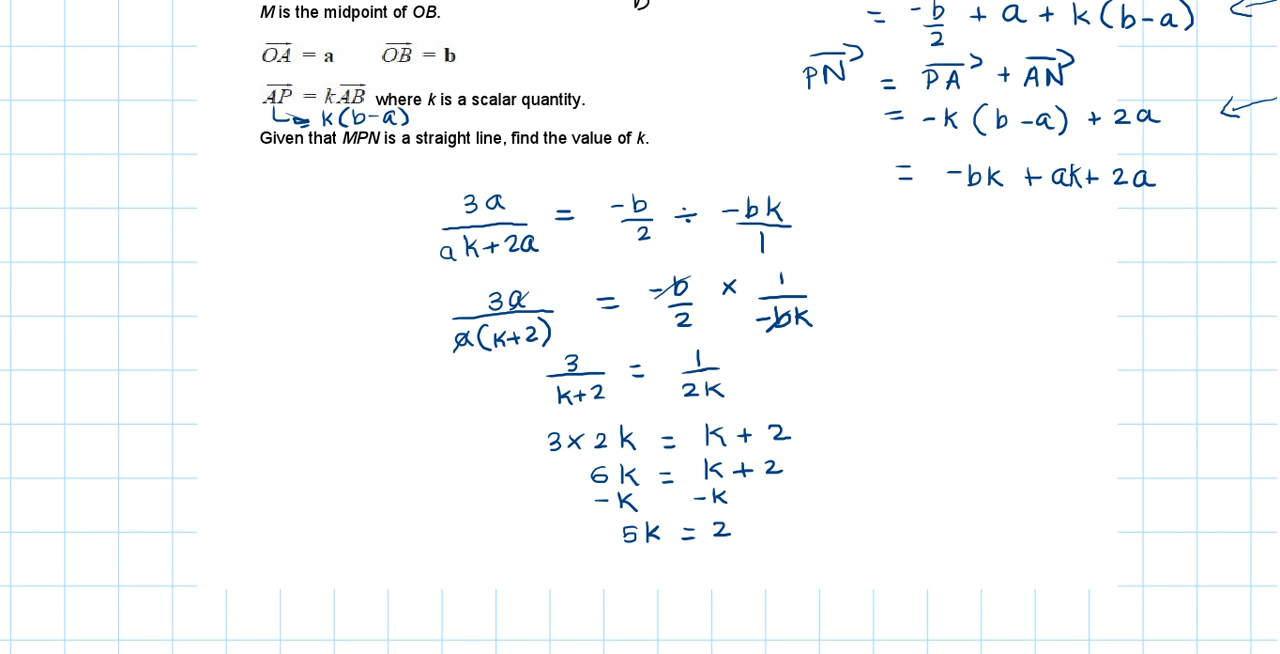 M is the midpoint of OB.
OA = a OB = b
AP = kAB where k is a scalar quantity.
= k(b-a)
Given that MPN is a straight line, find the value of k.
= -b/2 + a + k(b-a)
PN = PA + AN
= -k(b-a) + 2a
= -bk + ak + 2a
3a/(ak+2a) = -b/2 ÷ -bk/1
3a/(a(k+2)) = -b/2 × 1/(-bk)
3/(k+2) = 1/(2k)
3 × 2k = k + 2
6k = k + 2
-k -k
5k = 2